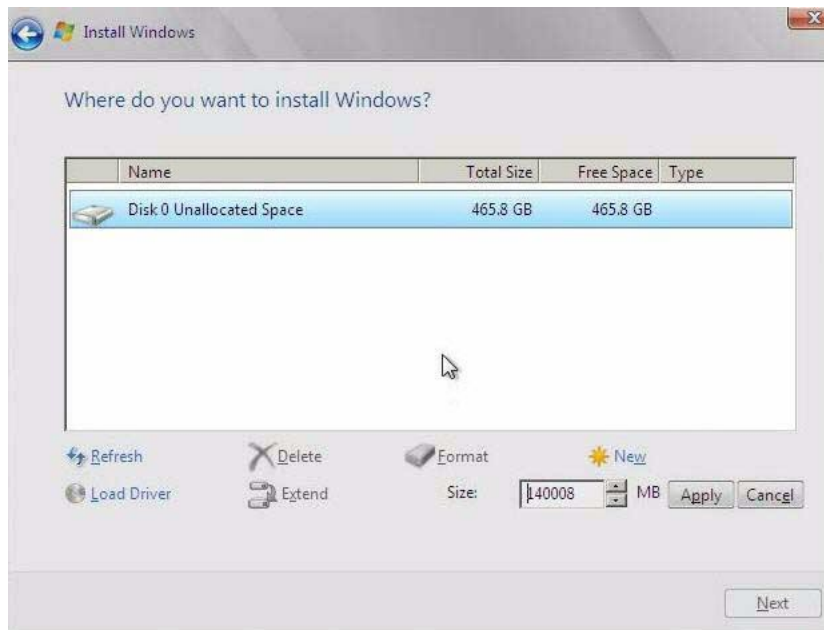 Install Windows
Where do you want to install Windows?
Name Total Size Free Space Type
Disk 0 Unallocated Space 465.8 GB 465.8 GB
Refresh Delete Format New
Load Driver Extend Size: 140008 MB Apply Cancel
Next